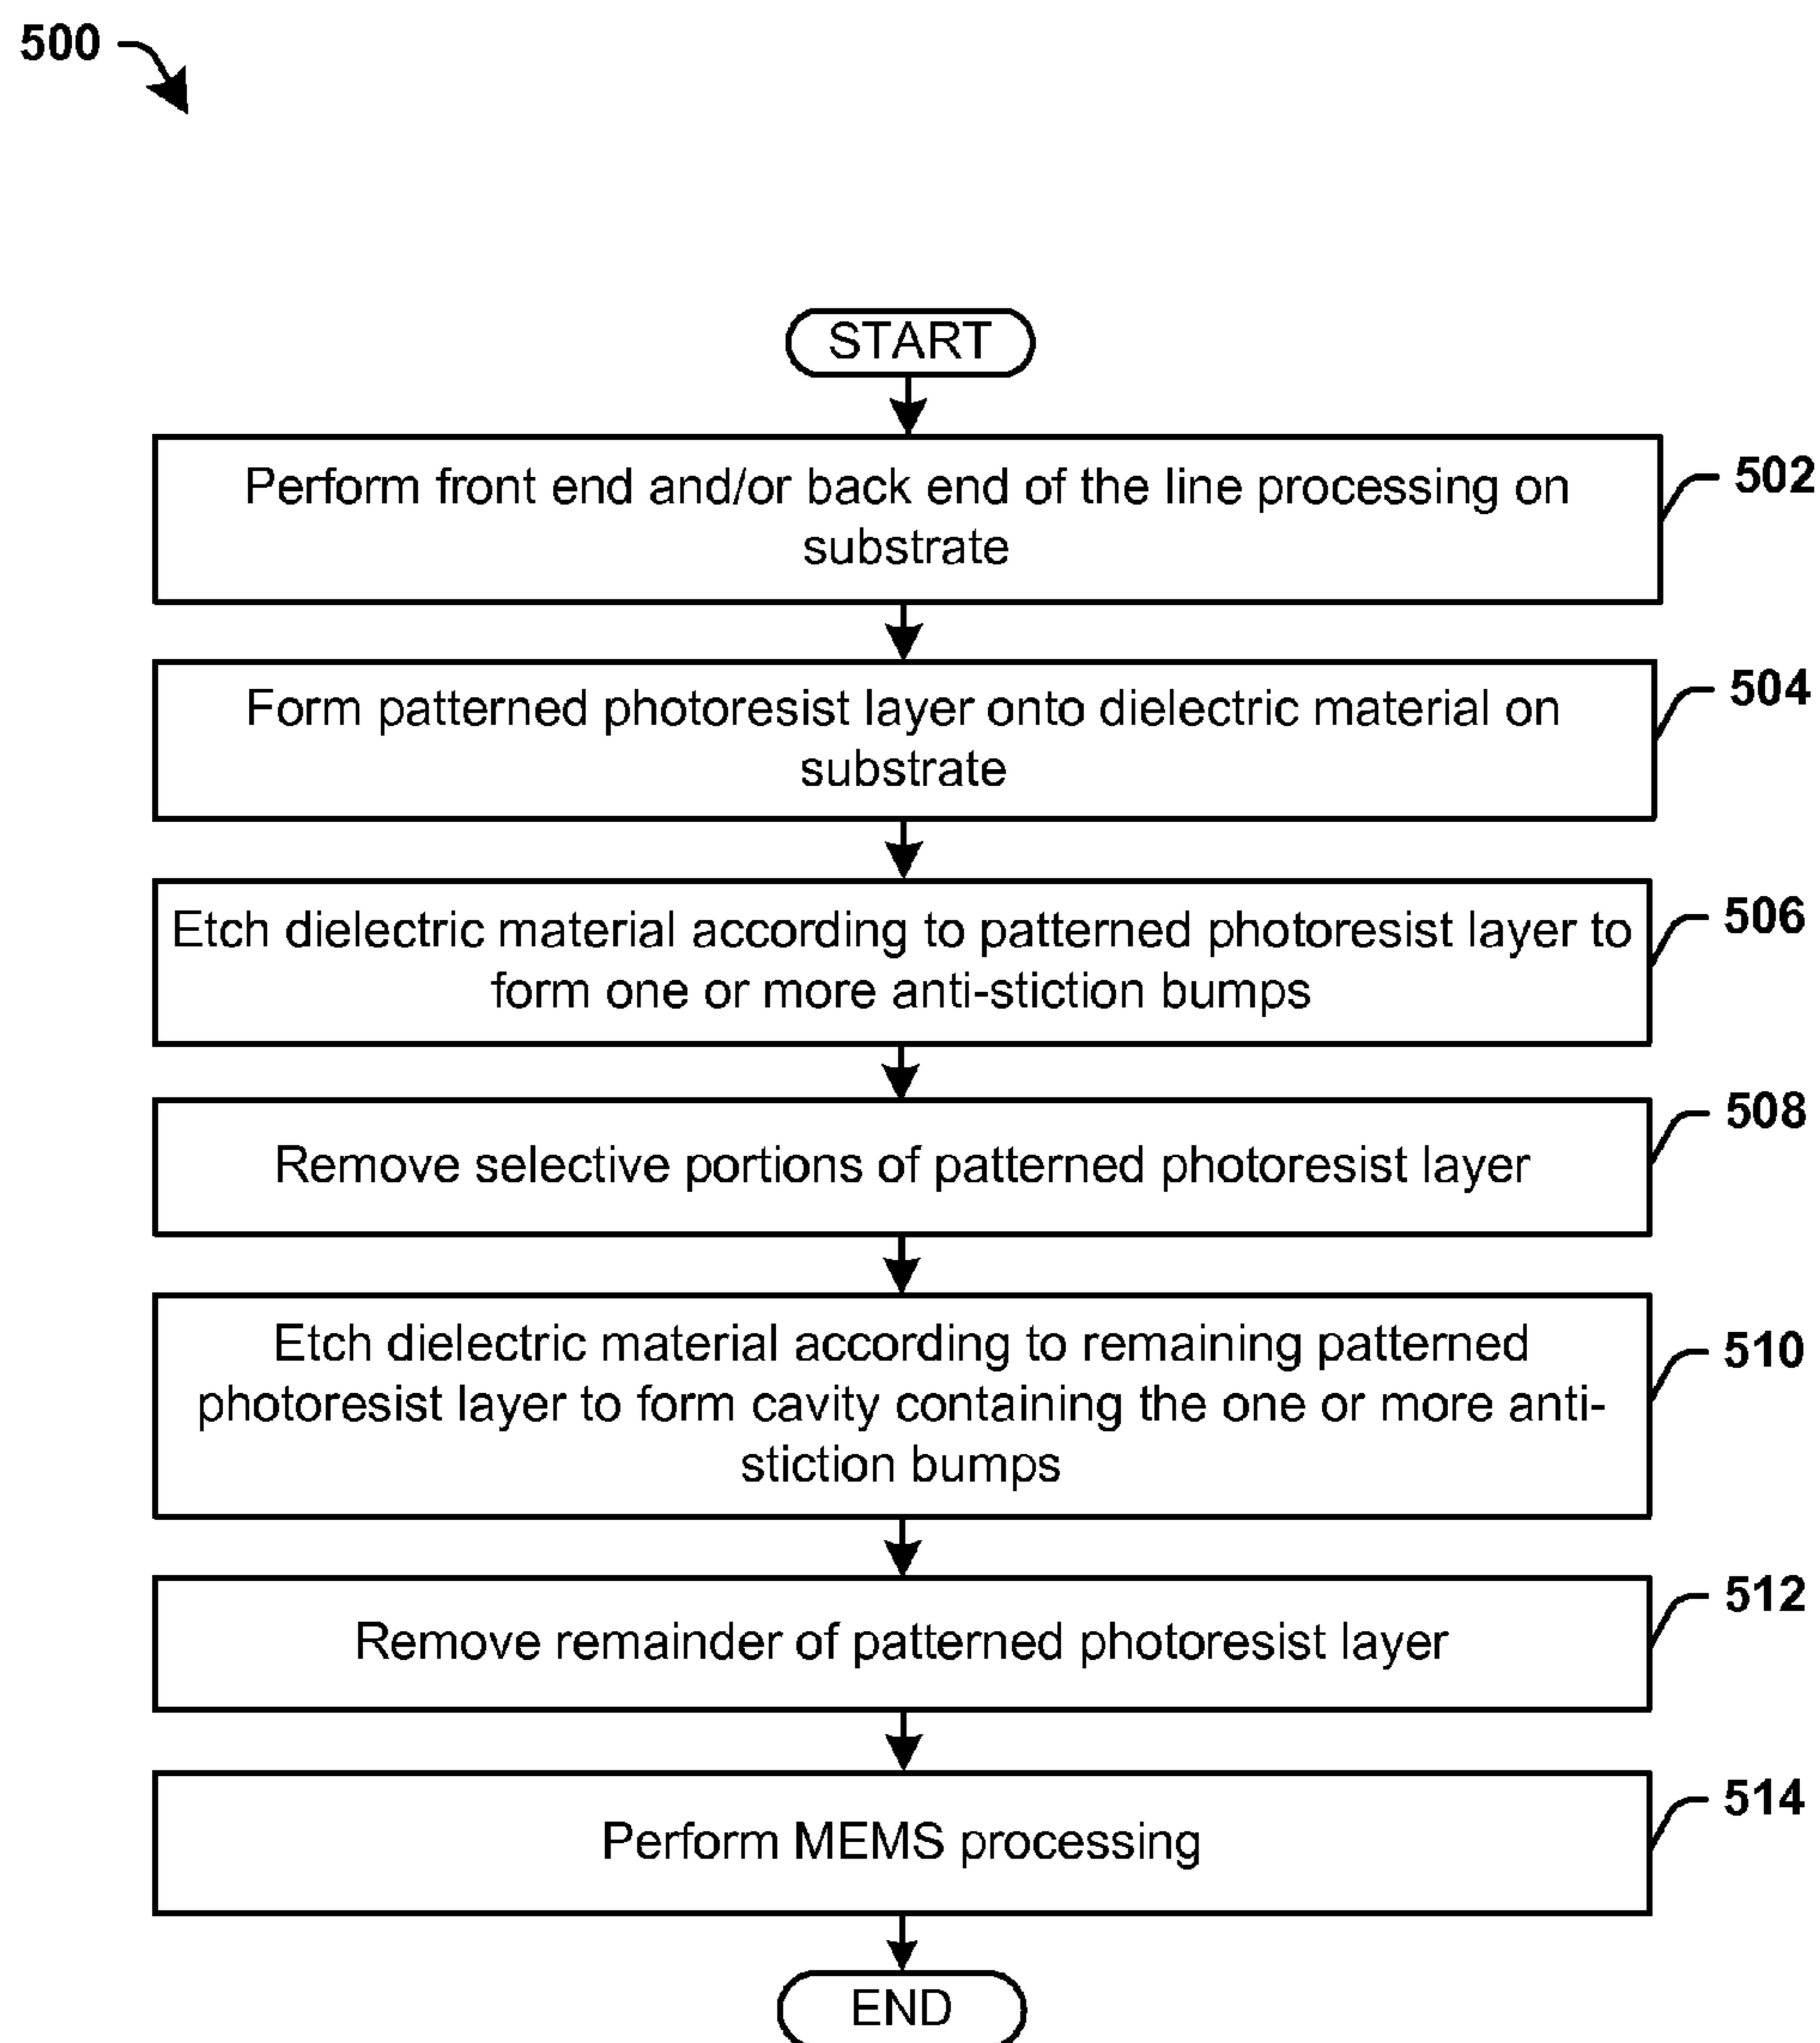 500
START
Perform front end and/or back end of the line processing on
substrate
502
Form patterned photoresist layer onto dielectric material on
substrate
504
Etch dielectric material according to patterned photoresist layer to
form one or more anti-stiction bumps
506
Remove selective portions of patterned photoresist layer
508
Etch dielectric material according to remaining patterned
photoresist layer to form cavity containing the one or more anti-
stiction bumps
510
Remove remainder of patterned photoresist layer
512
Perform MEMS processing
514
END